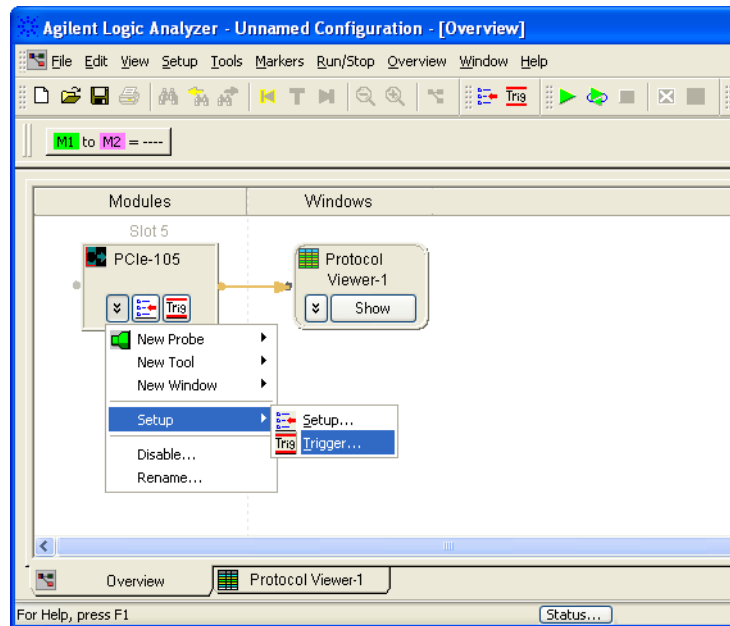 Agilent Logic Analyzer - Unnamed Configuration - [Overview]
File Edit View Setup Tools Markers Run/Stop Overview Window Help
T Trig
M1 to M2 = ----
Modules Windows
Slot 5
PCIe-105
Protocol
Viewer-1
Trig
Show
New Probe
New Tool
New Window
Setup
Setup...
Trig Trigger...
Disable...
Rename...
Overview Protocol Viewer-1
For Help, press F1 Status...